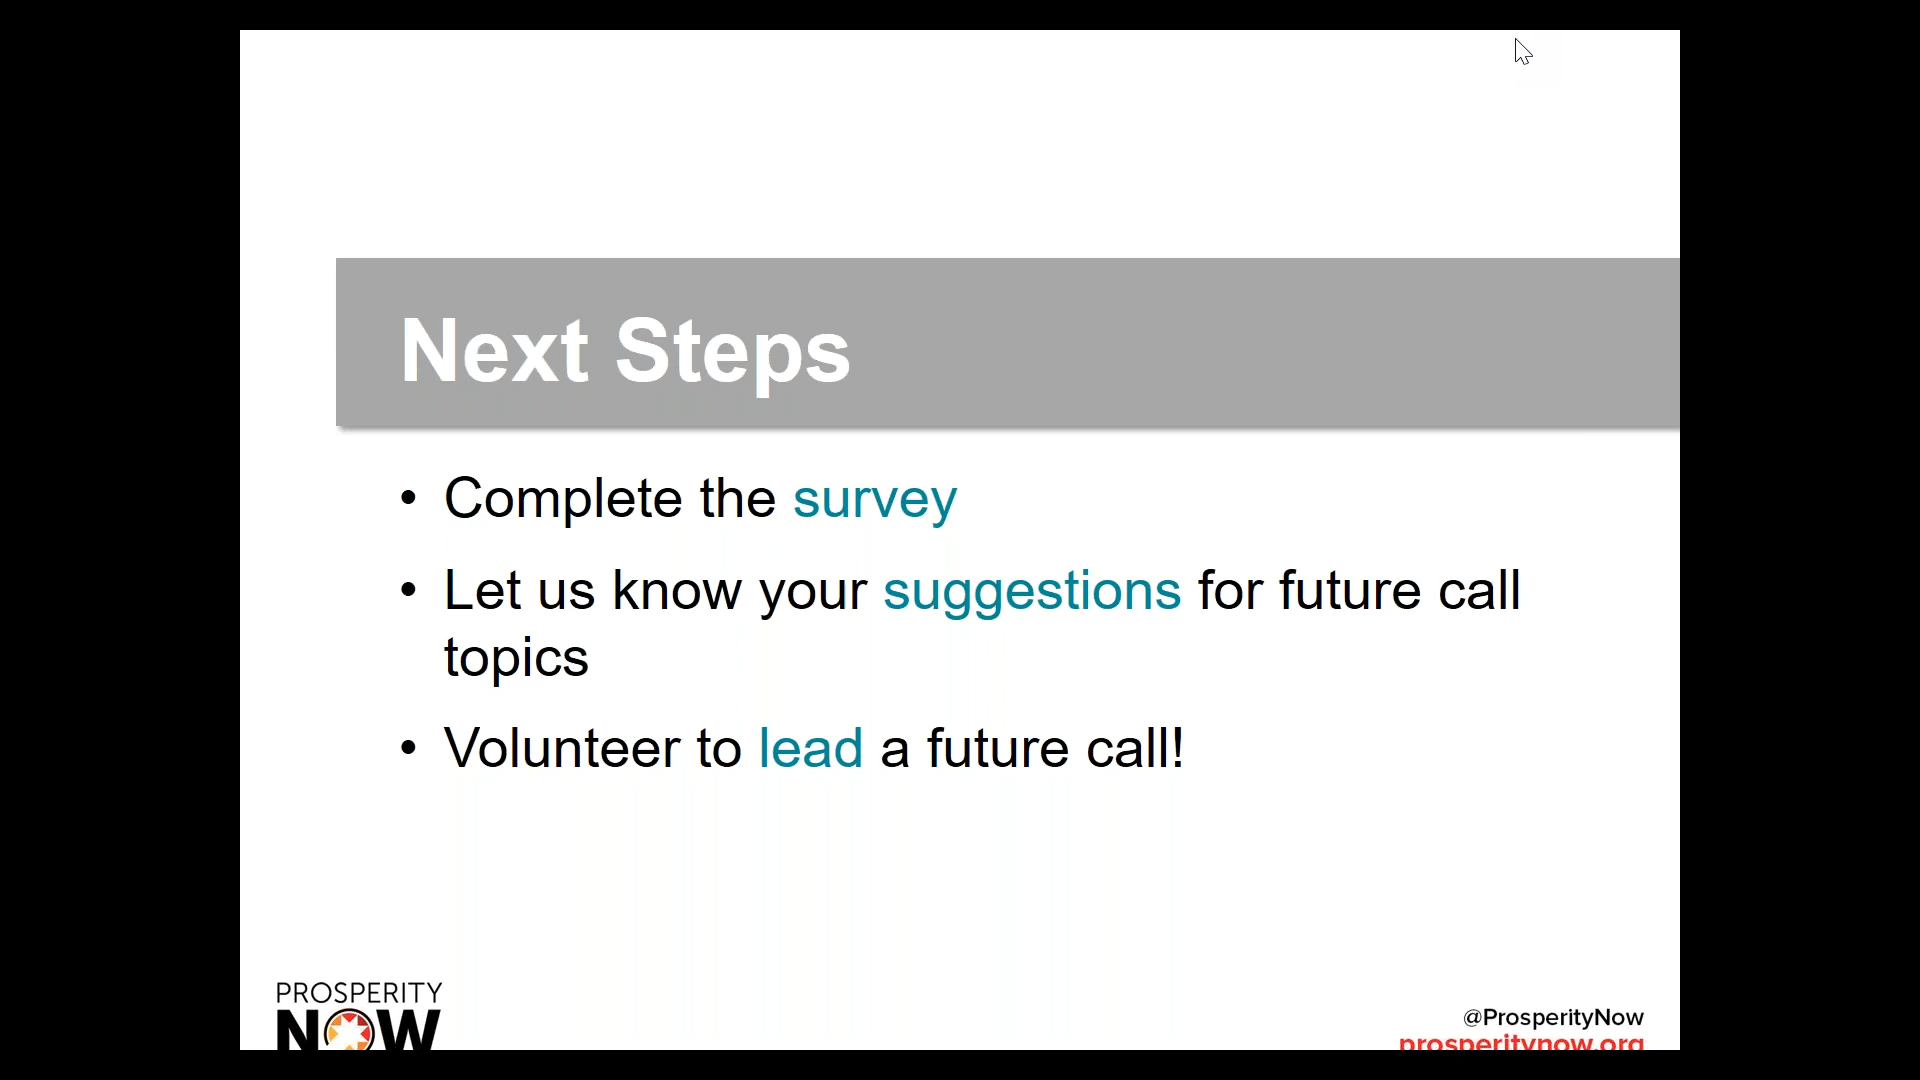 Next Steps
• Complete the survey
• Let us know your suggestions for future call
topics
• Volunteer to lead a future call!
PROSPERITY
NOW
@ProsperityNow
prosperitynow.org